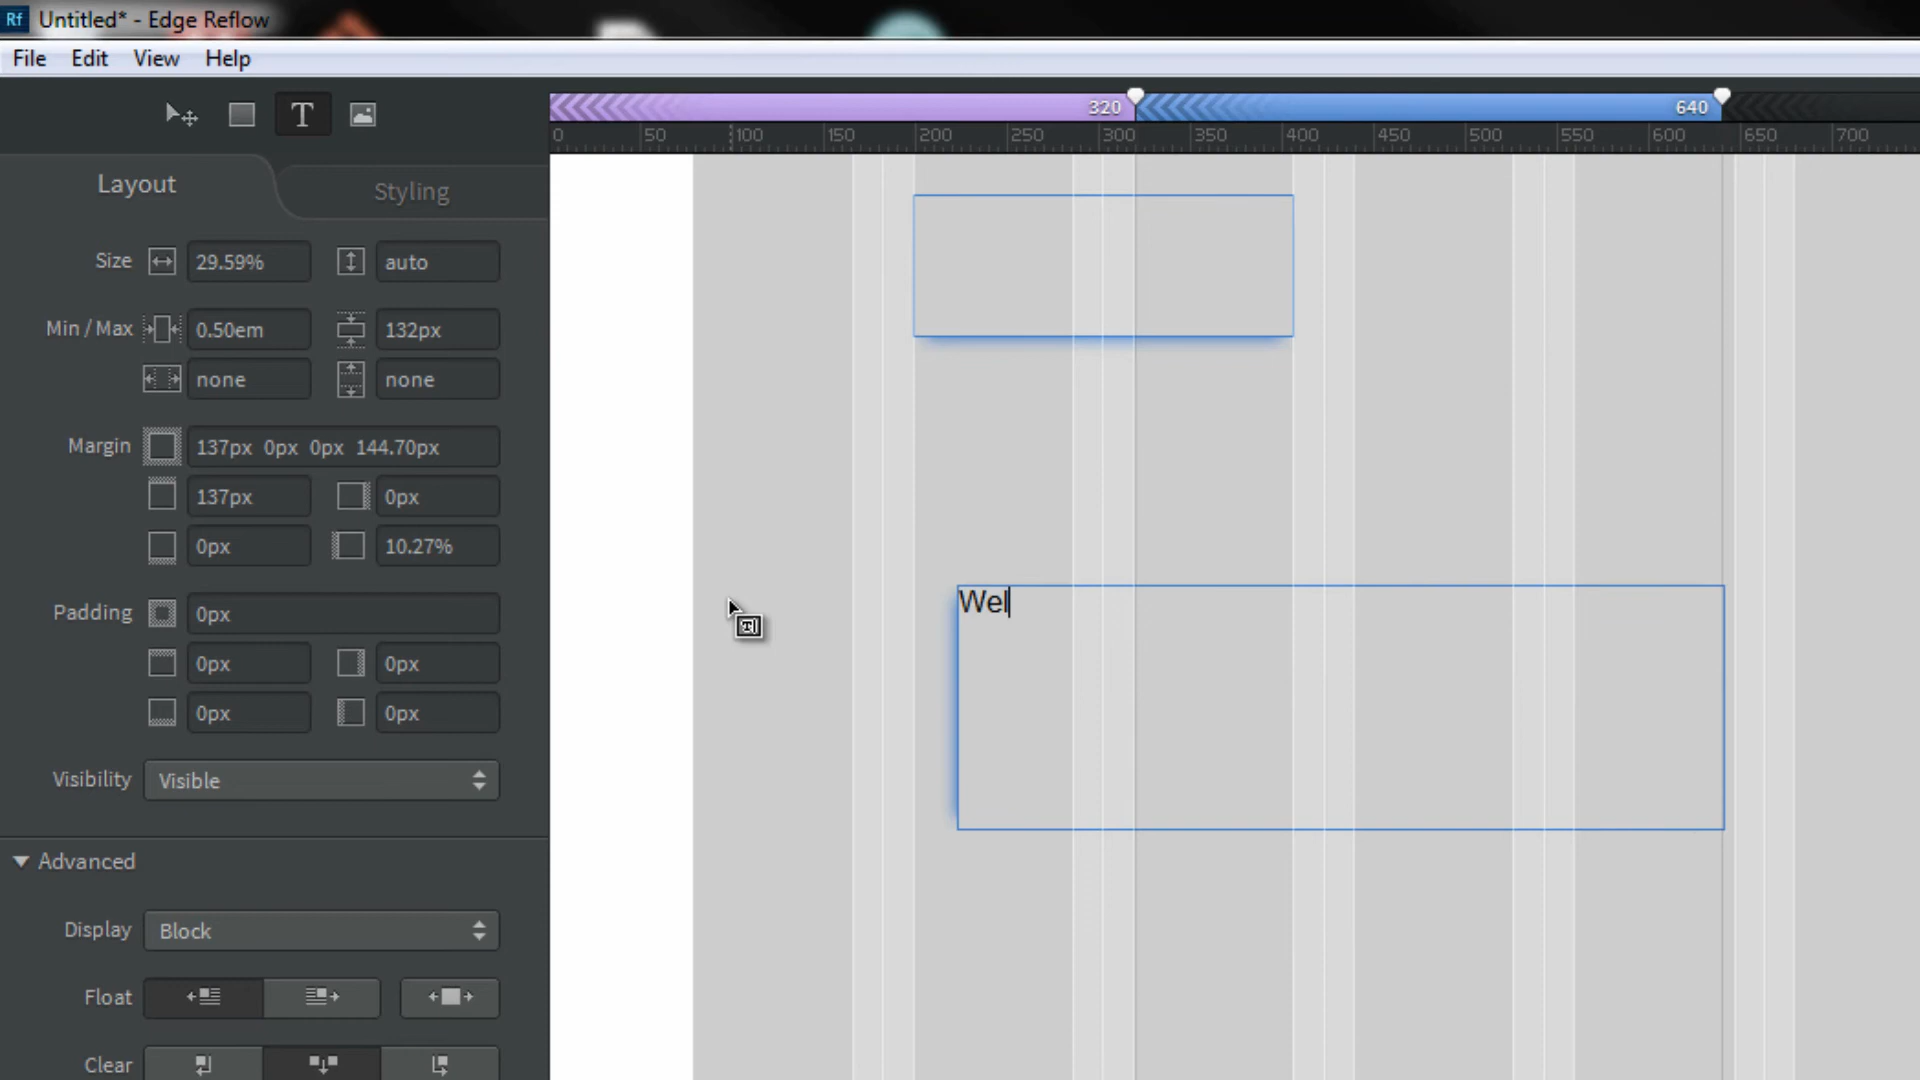 Rf Untitled* - Edge Reflow
File Edit View Help
T
320 640
0 50 100 150 200 250 300 350 400 450 500 550 600 650 700
Layout Styling
Size 29.59% auto
Min / Max 0.50em 132px
none none
Margin 137px 0px 0px 144.70px
137px 0px
0px 10.27%
Padding 0px
0px 0px
0px 0px
Visibility Visible
Advanced
Display Block
Float
Clear
Wel
T